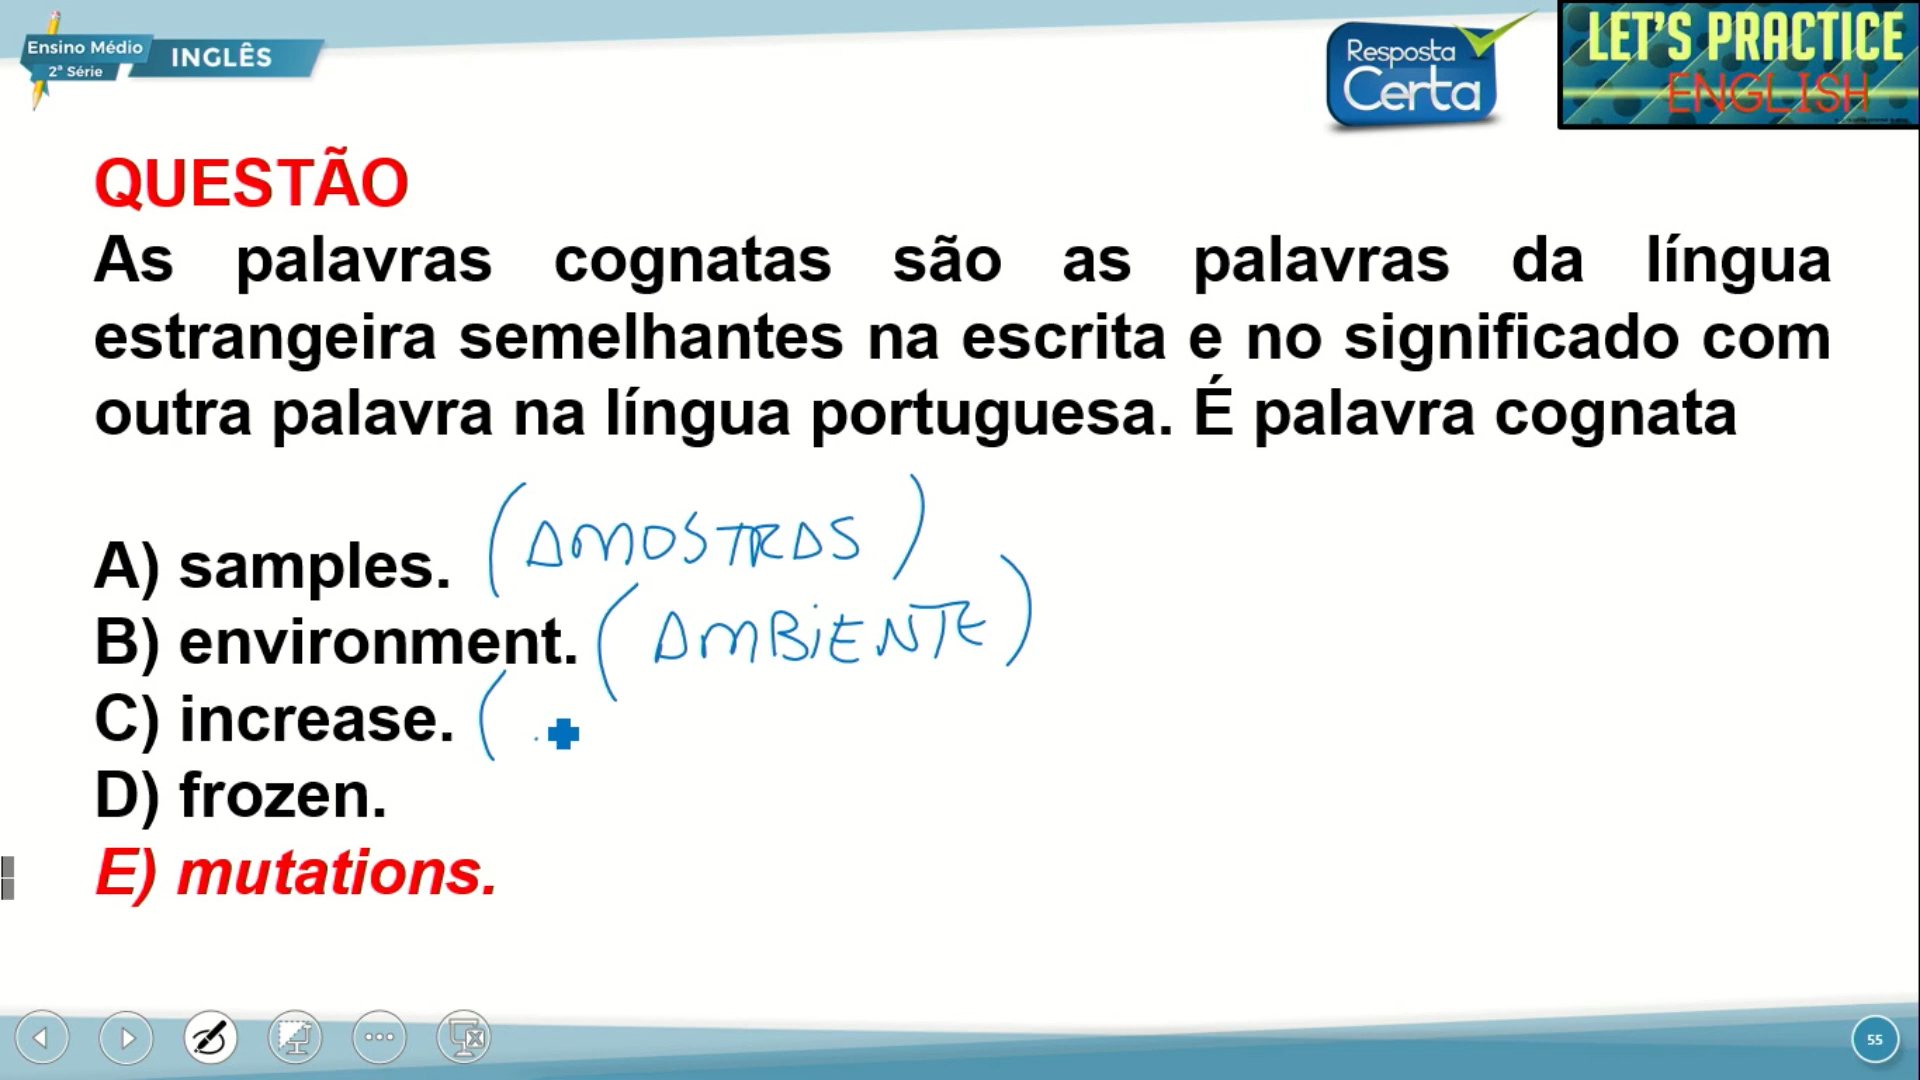 Ensino Médio
2ª Série
INGLÊS
Resposta
Certa
LET'S PRACTICE
ENGLISH
QUESTÃO
As palavras cognatas são as palavras da língua
estrangeira semelhantes na escrita e no significado com
outra palavra na língua portuguesa. É palavra cognata
A) samples. (AMOSTRAS)
B) environment. (AMBIENTE)
C) increase. (
D) frozen.
E) mutations.
55